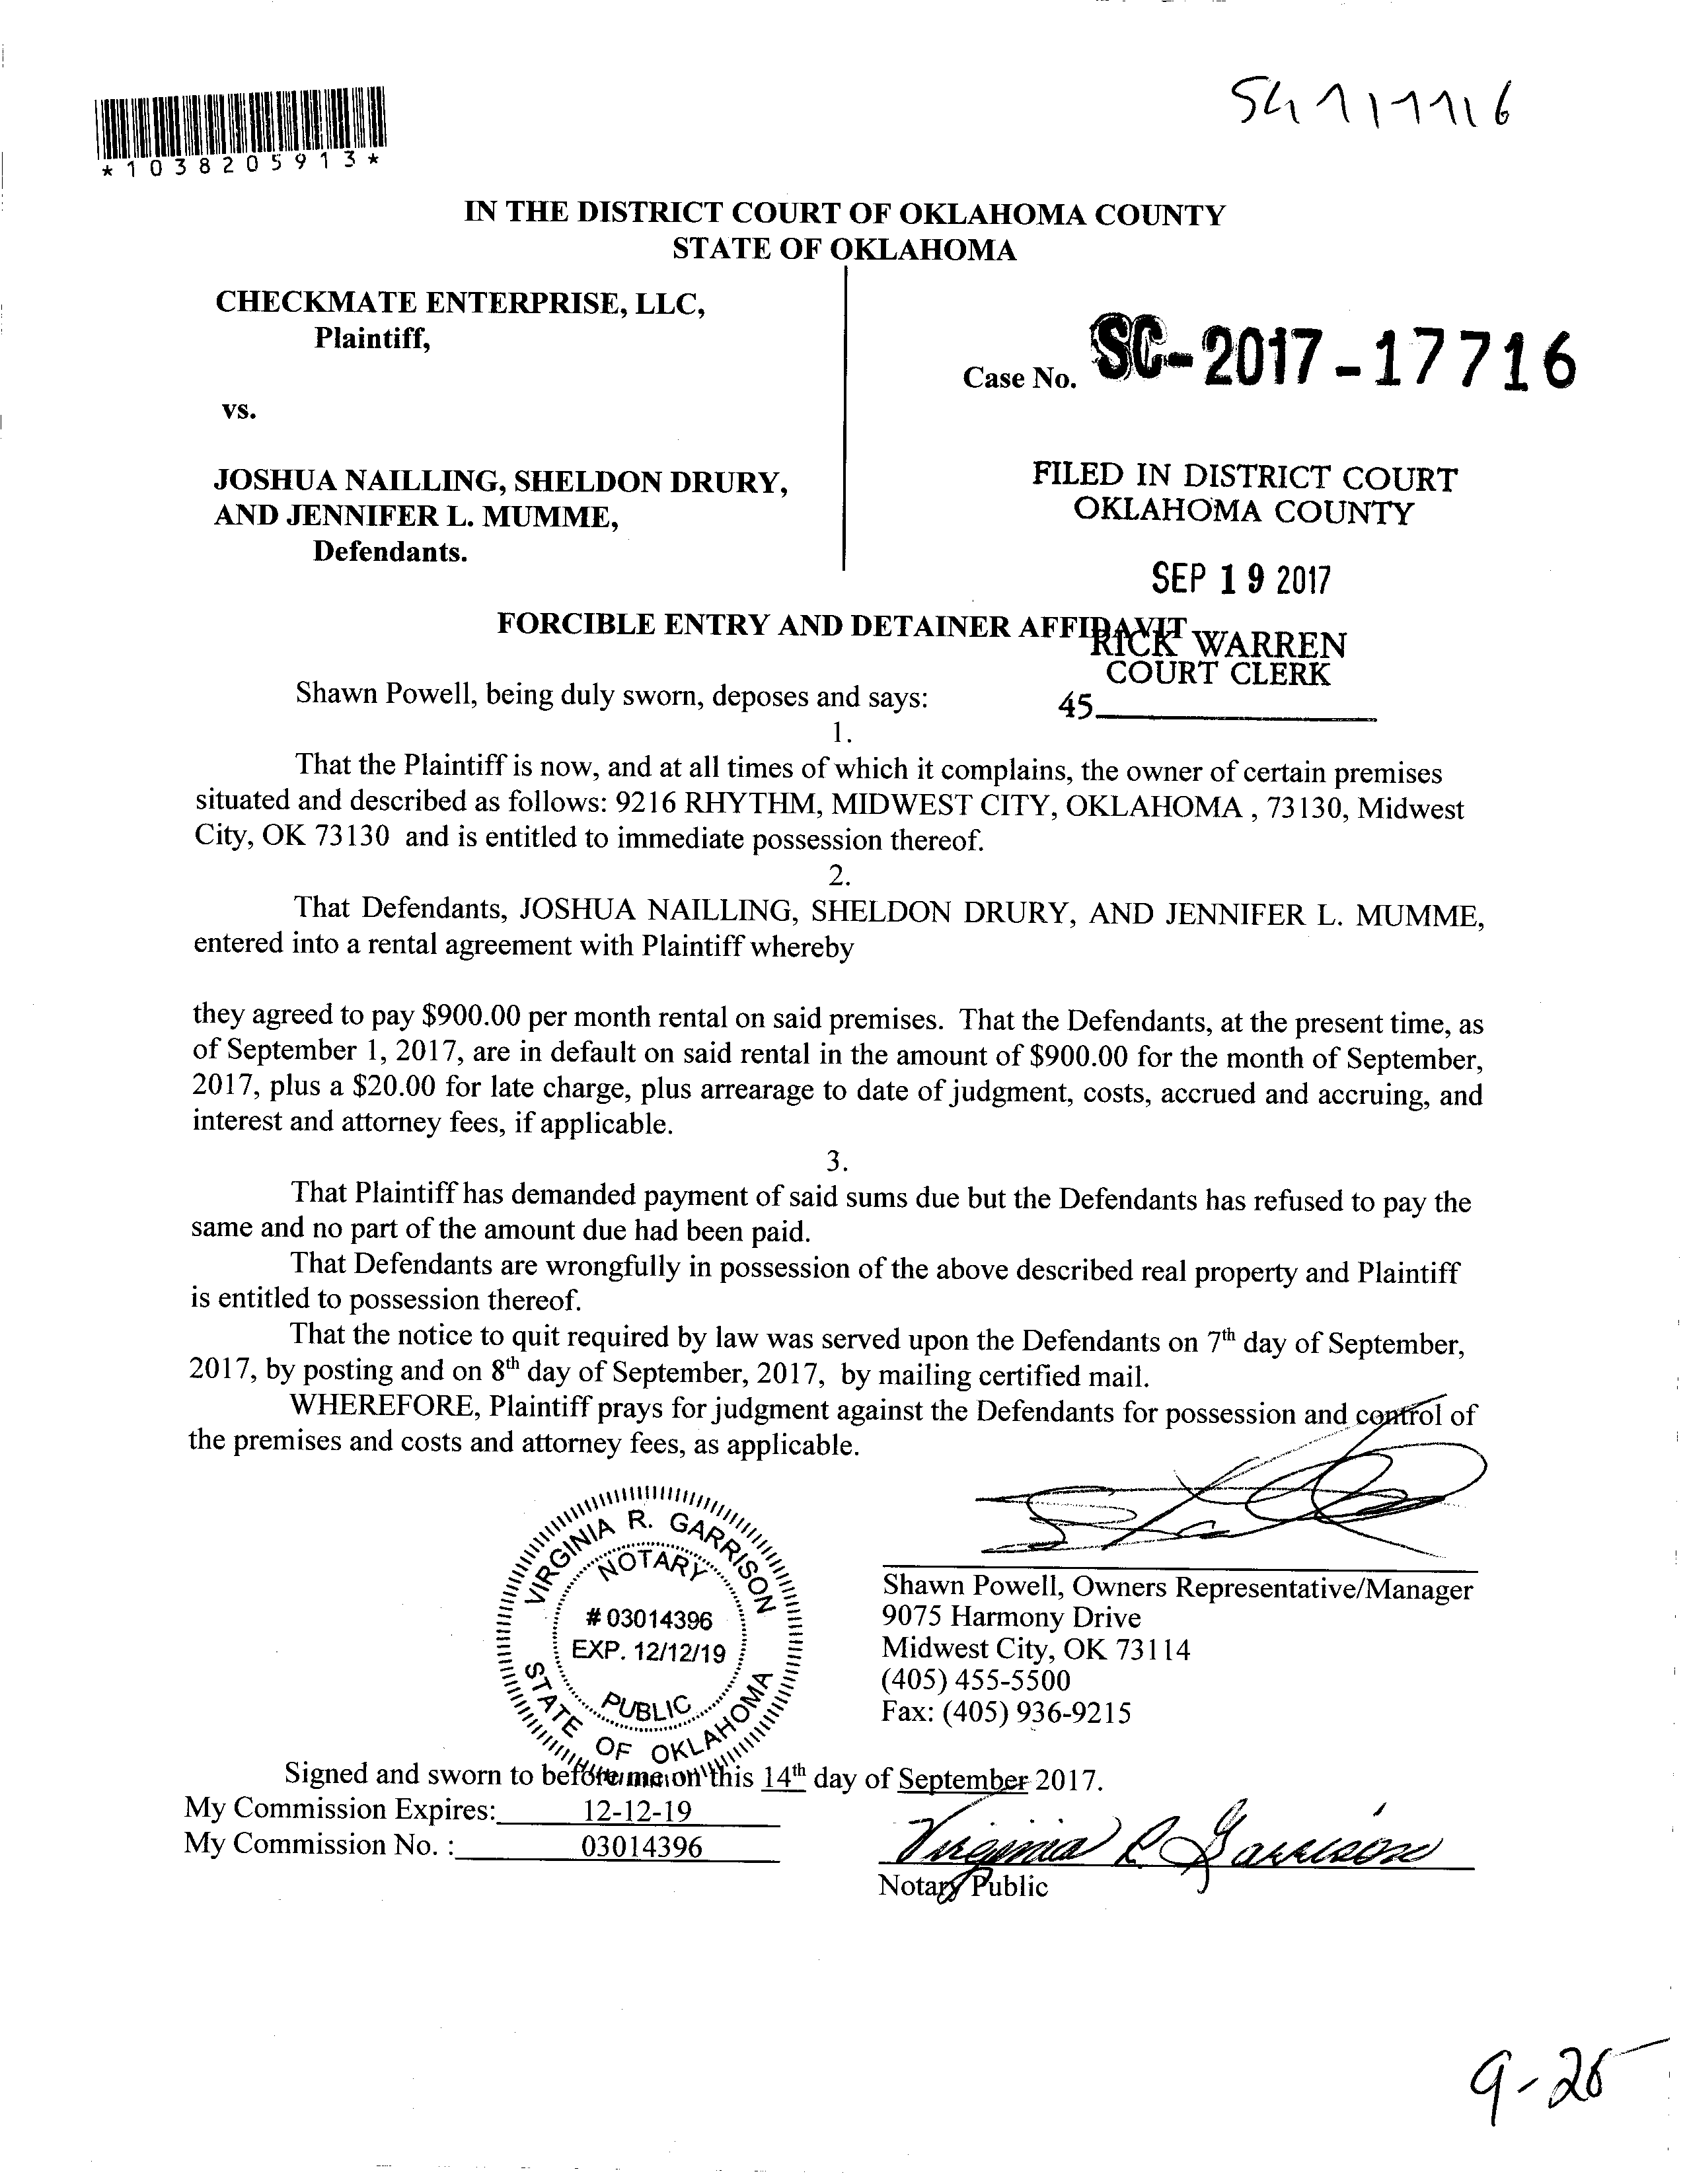 *1038205913*
IN THE DISTRICT COURT OF OKLAHOMA COUNTY
STATE OF OKLAHOMA
CHECKMATE ENTERPRISE, LLC,
Plaintiff,
Case No. SC-2017-17716
vs.
JOSHUA NAILLING, SHELDON DRURY,
AND JENNIFER L. MUMME,
Defendants.
FILED IN DISTRICT COURT
OKLAHOMA COUNTY
SEP 19 2017
FORCIBLE ENTRY AND DETAINER AFFIDAVIT
RICK WARREN
COURT CLERK
45
Shawn Powell, being duly sworn, deposes and says:
1.
That the Plaintiff is now, and at all times of which it complains, the owner of certain premises
situated and described as follows: 9216 RHYTHM, MIDWEST CITY, OKLAHOMA , 73130, Midwest
City, OK 73130 and is entitled to immediate possession thereof.
2.
That Defendants, JOSHUA NAILLING, SHELDON DRURY, AND JENNIFER L. MUMME,
entered into a rental agreement with Plaintiff whereby
they agreed to pay $900.00 per month rental on said premises. That the Defendants, at the present time, as
of September 1, 2017, are in default on said rental in the amount of $900.00 for the month of September,
2017, plus a $20.00 for late charge, plus arrearage to date of judgment, costs, accrued and accruing, and
interest and attorney fees, if applicable.
3.
That Plaintiff has demanded payment of said sums due but the Defendants has refused to pay the
same and no part of the amount due had been paid.
That Defendants are wrongfully in possession of the above described real property and Plaintiff
is entitled to possession thereof.
That the notice to quit required by law was served upon the Defendants on 7th day of September,
2017, by posting and on 8th day of September, 2017, by mailing certified mail.
WHEREFORE, Plaintiff prays for judgment against the Defendants for possession and control of
the premises and costs and attorney fees, as applicable.
VIRGINIA R. GARRISON
NOTARY
# 03014396
EXP. 12/12/19
PUBLIC
STATE OF OKLAHOMA
Shawn Powell, Owners Representative/Manager
9075 Harmony Drive
Midwest City, OK 73114
(405) 455-5500
Fax: (405) 936-9215
Signed and sworn to before me on this 14th day of September 2017.
My Commission Expires: 12-12-19
My Commission No. : 03014396
Virginia R Garrison
Notary Public